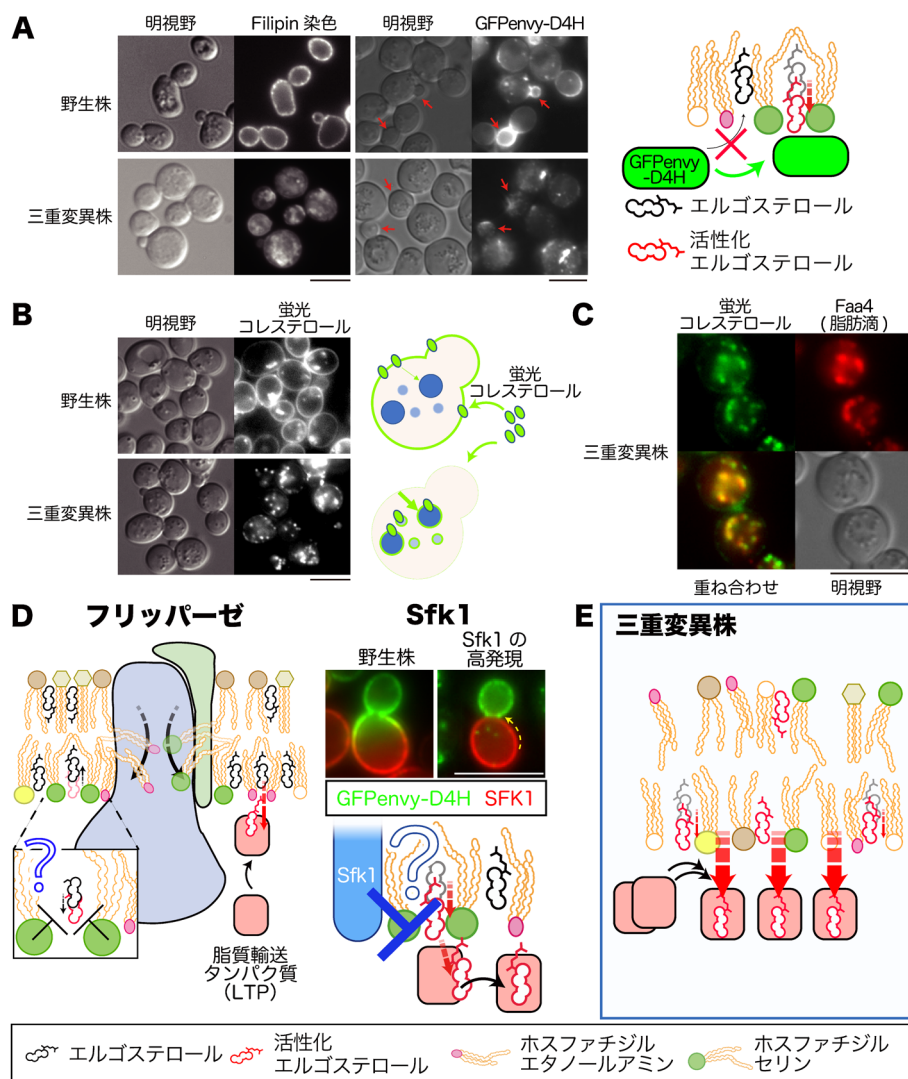 A
明視野
Filipin 染色
明視野
GFPenvy-D4H
野生株
三重変異株
GFPenvy
-D4H
エルゴステロール
活性化
エルゴステロール
B
明視野
蛍光
コレステロール
野生株
三重変異株
蛍光
コレステロール
C
蛍光
コレステロール
Faa4
(脂肪滴)
三重変異株
重ね合わせ
明視野
D
フリッパーゼ
?
脂質輸送
タンパク質
(LTP)
Sfk1
野生株
Sfk1 の
高発現
GFPenvy-D4H SFK1
Sfk1
?
E
三重変異株
エルゴステロール
活性化
エルゴステロール
ホスファチジル
エタノールアミン
ホスファチジル
セリン